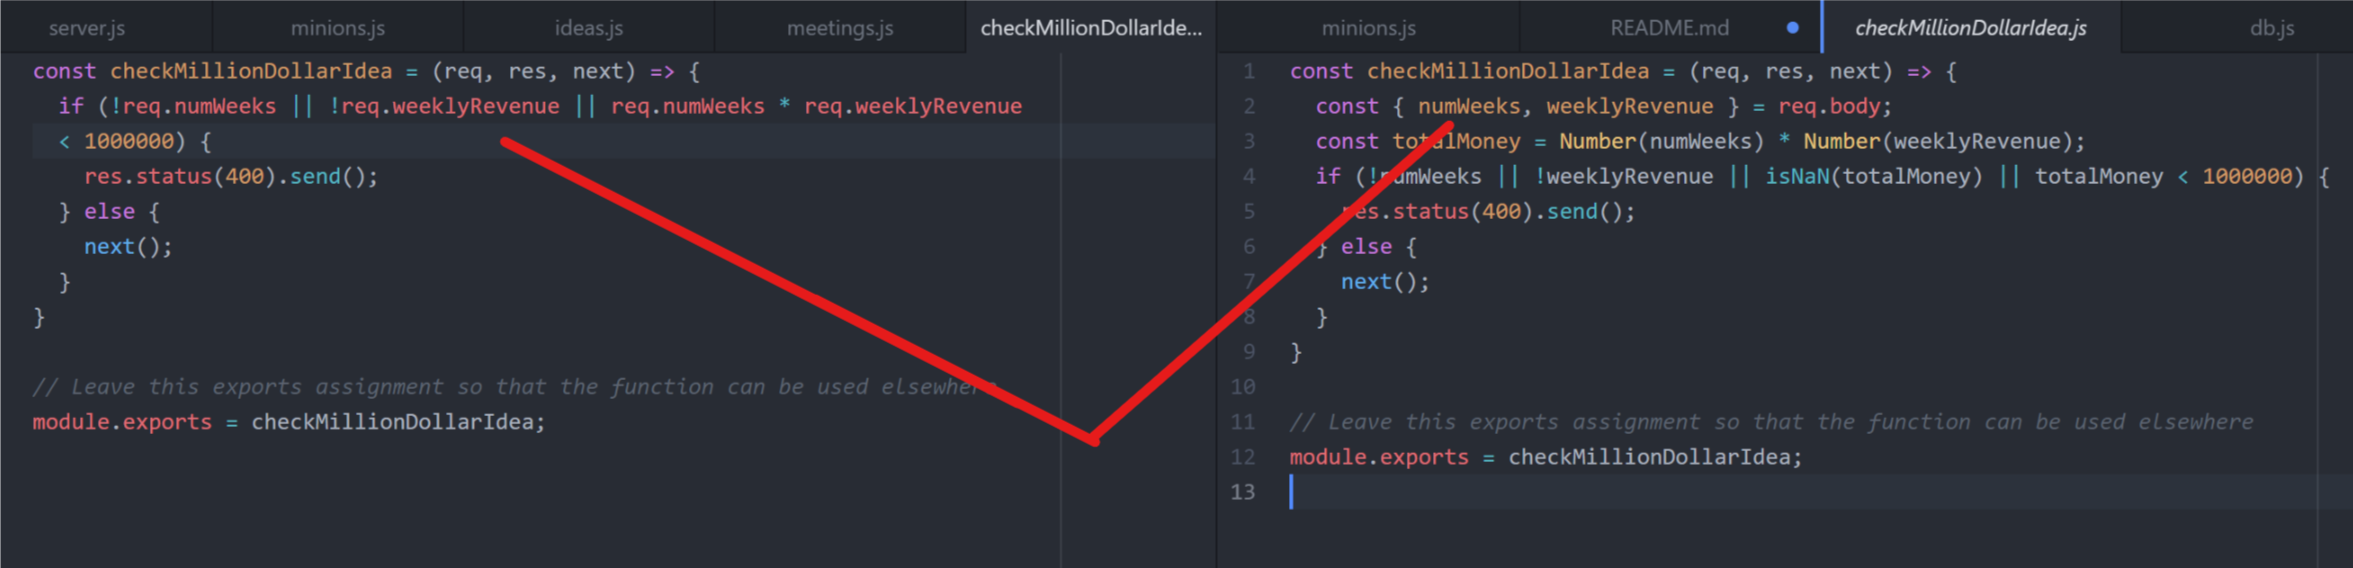 server.js
minions.js
ideas.js
meetings.js
checkMillionDollarIde...
const checkMillionDollarIdea = (req, res, next) => {
if (!req.numWeeks || !req.weeklyRevenue || req.numWeeks * req.weeklyRevenue
< 1000000) {
res.status(400).send();
} else {
next();
}
}
// Leave this exports assignment so that the function can be used elsewhere
module.exports = checkMillionDollarIdea;
minions.js
README.md
checkMillionDollarIdea.js
db.js
1 const checkMillionDollarIdea = (req, res, next) => {
2 const { numWeeks, weeklyRevenue } = req.body;
3 const totalMoney = Number(numWeeks) * Number(weeklyRevenue);
4 if (!numWeeks || !weeklyRevenue || isNaN(totalMoney) || totalMoney < 1000000) {
5 res.status(400).send();
6 } else {
7 next();
8 }
9 }
10
11 // Leave this exports assignment so that the function can be used elsewhere
12 module.exports = checkMillionDollarIdea;
13